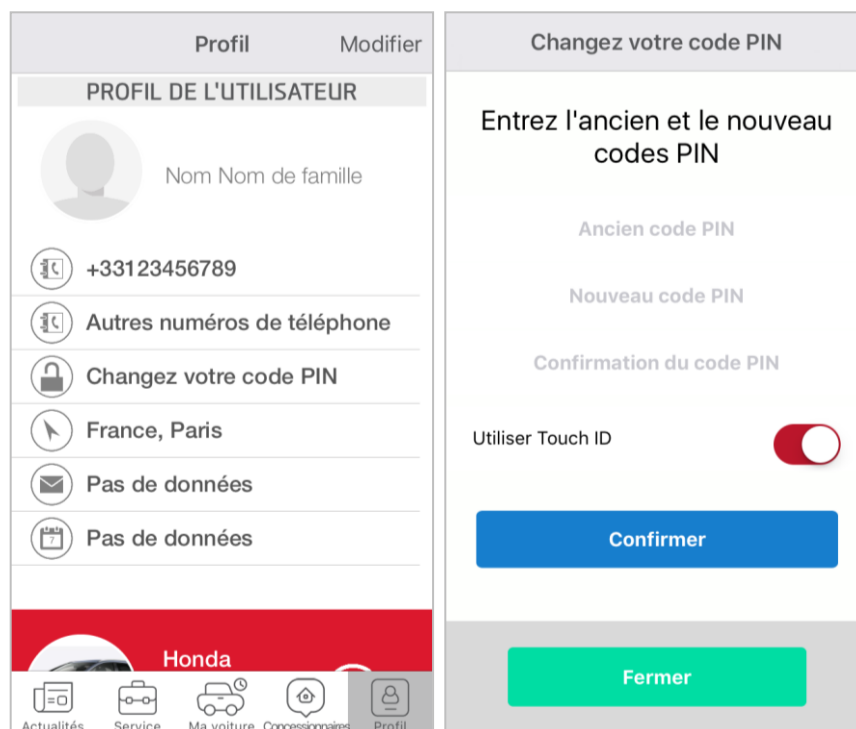 Profil
Modifier
PROFIL DE L'UTILISATEUR
Nom Nom de famille
+33123456789
Autres numéros de téléphone
Changez votre code PIN
France, Paris
Pas de données
7
Pas de données
Honda
Actualités
Service
Ma voiture
Concessionnaires
Profil
Changez votre code PIN
Entrez l'ancien et le nouveau
codes PIN
Ancien code PIN
Nouveau code PIN
Confirmation du code PIN
Utiliser Touch ID
Confirmer
Fermer